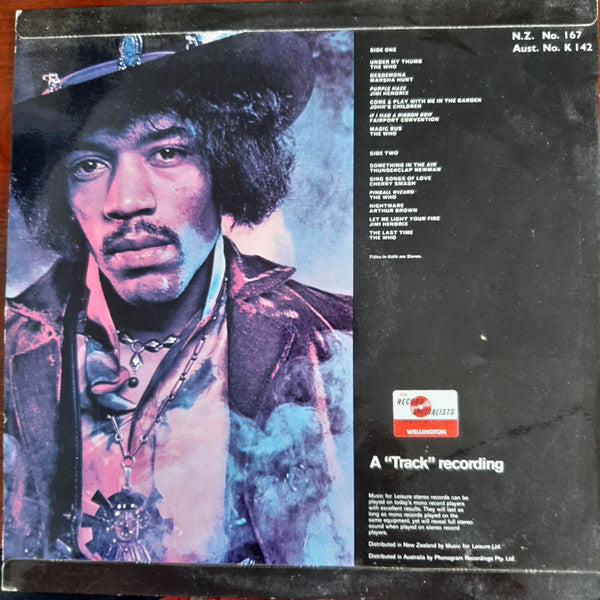 N.Z. No. 167
Aust. No. K 142
SIDE ONE
UNDER MY THUMB
THE WHO
DESDEMONA
MARSHA HUNT
PURPLE HAZE
JIMI HENDRIX
COME & PLAY WITH ME IN THE GARDEN
JOHN'S CHILDREN
IF I HAD A RIBBON BOW
FAIRPORT CONVENTION
MAGIC BUS
THE WHO
SIDE TWO
SOMETHING IN THE AIR
THUNDERCLAP NEWMAN
SING SONGS OF LOVE
CHERRY SMASH
PINBALL WIZARD
THE WHO
NIGHTMARE
ARTHUR BROWN
LET ME LIGHT YOUR FIRE
JIMI HENDRIX
THE LAST TIME
THE WHO
Titles in italic are Stereo.
THE
RECORD
SPECIALISTS
WELLINGTON
A "Track" recording
Music for Leisure stereo records can be
played on today's mono record players
with excellent results. They will last as
long as mono records played on the
same equipment, yet will reveal full stereo
sound when played on stereo record
players.
Distributed in New Zealand by Music for Leisure Ltd.
Distributed in Australia by Phonogram Recordings Pty. Ltd.